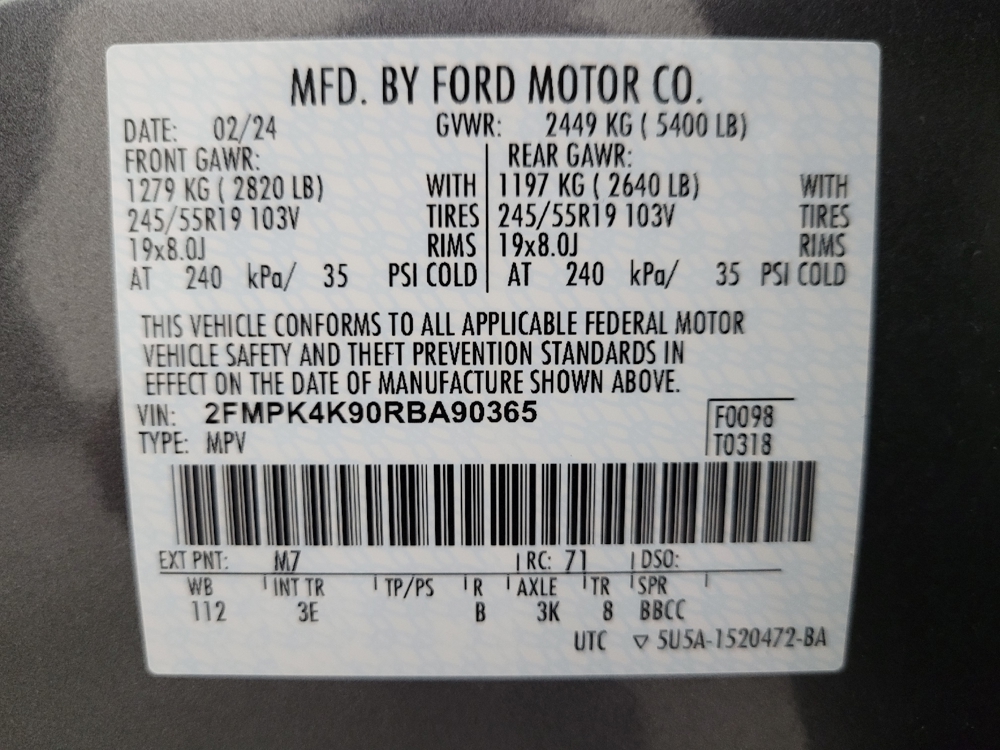 MFD. BY FORD MOTOR CO.
DATE: 02/24 GVWR: 2449 KG ( 5400 LB)
FRONT GAWR: REAR GAWR:
1279 KG ( 2820 LB) WITH 1197 KG ( 2640 LB) WITH
245/55R19 103V TIRES 245/55R19 103V TIRES
19x8.0J RIMS 19x8.0J RIMS
AT 240 kPa/ 35 PSI COLD AT 240 kPa/ 35 PSI COLD
THIS VEHICLE CONFORMS TO ALL APPLICABLE FEDERAL MOTOR
VEHICLE SAFETY AND THEFT PREVENTION STANDARDS IN
EFFECT ON THE DATE OF MANUFACTURE SHOWN ABOVE.
VIN: 2FMPK4K90RBA90365 F0098
TYPE: MPV T0318
EXT PNT: M7 RC: 71 DSO:
WB INT TR TP/PS R AXLE TR SPR
112 3E B 3K 8 BBCC
UTC ▽ 5U5A-1520472-BA